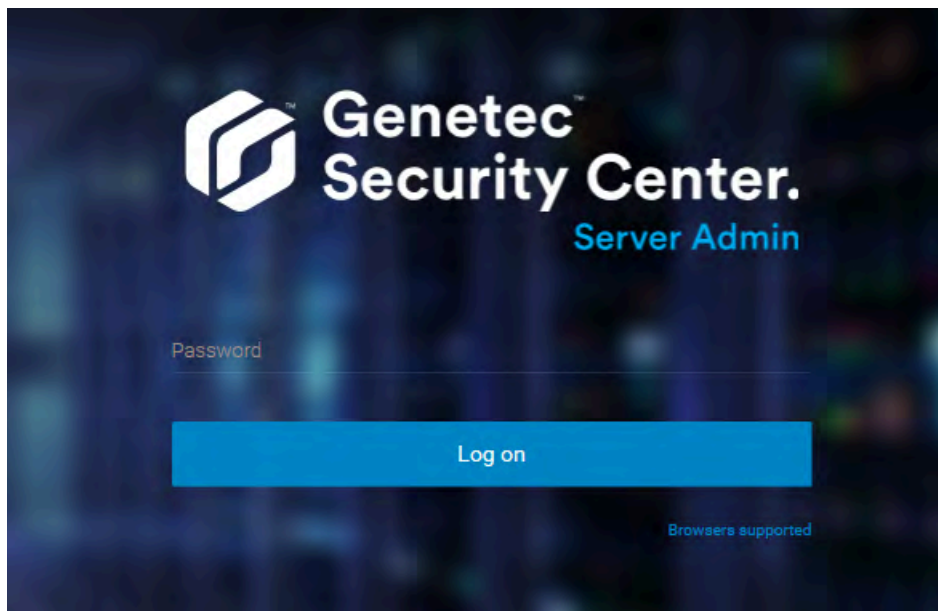 Genetec™
Security Center.
Server Admin
Password
Log on
Browsers supported